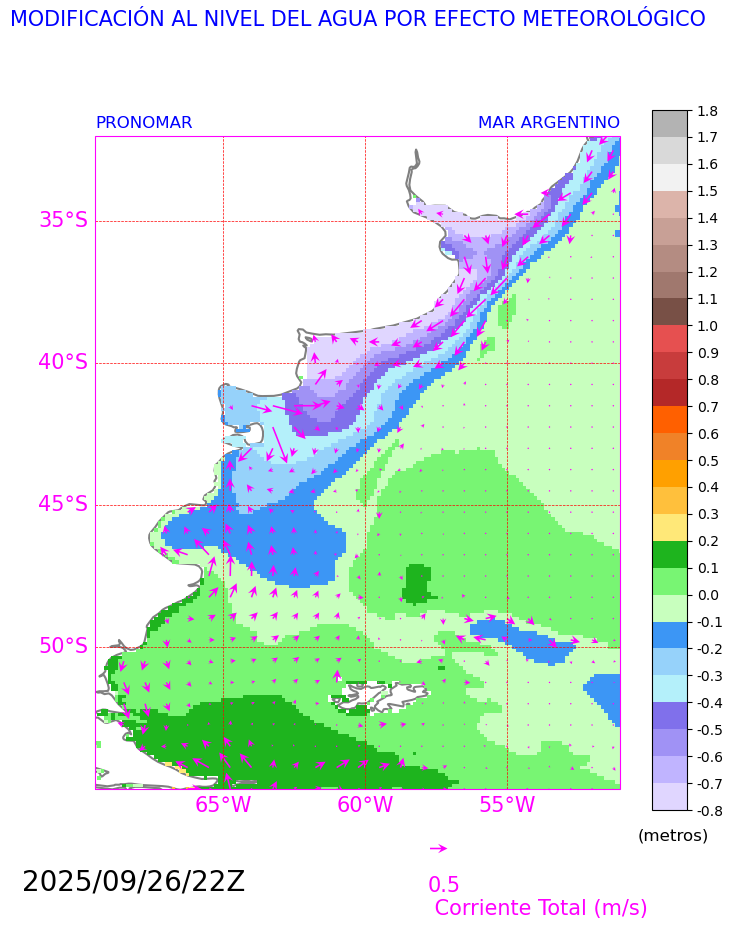 MODIFICACIÓN AL NIVEL DEL AGUA POR EFECTO METEOROLÓGICO
PRONOMAR MAR ARGENTINO
35°S
40°S
45°S
50°S
65°W 60°W 55°W
1.8
1.7
1.6
1.5
1.4
1.3
1.2
1.1
1.0
0.9
0.8
0.7
0.6
0.5
0.4
0.3
0.2
0.1
0.0
-0.1
-0.2
-0.3
-0.4
-0.5
-0.6
-0.7
-0.8
(metros)
2025/09/26/22Z
0.5
Corriente Total (m/s)